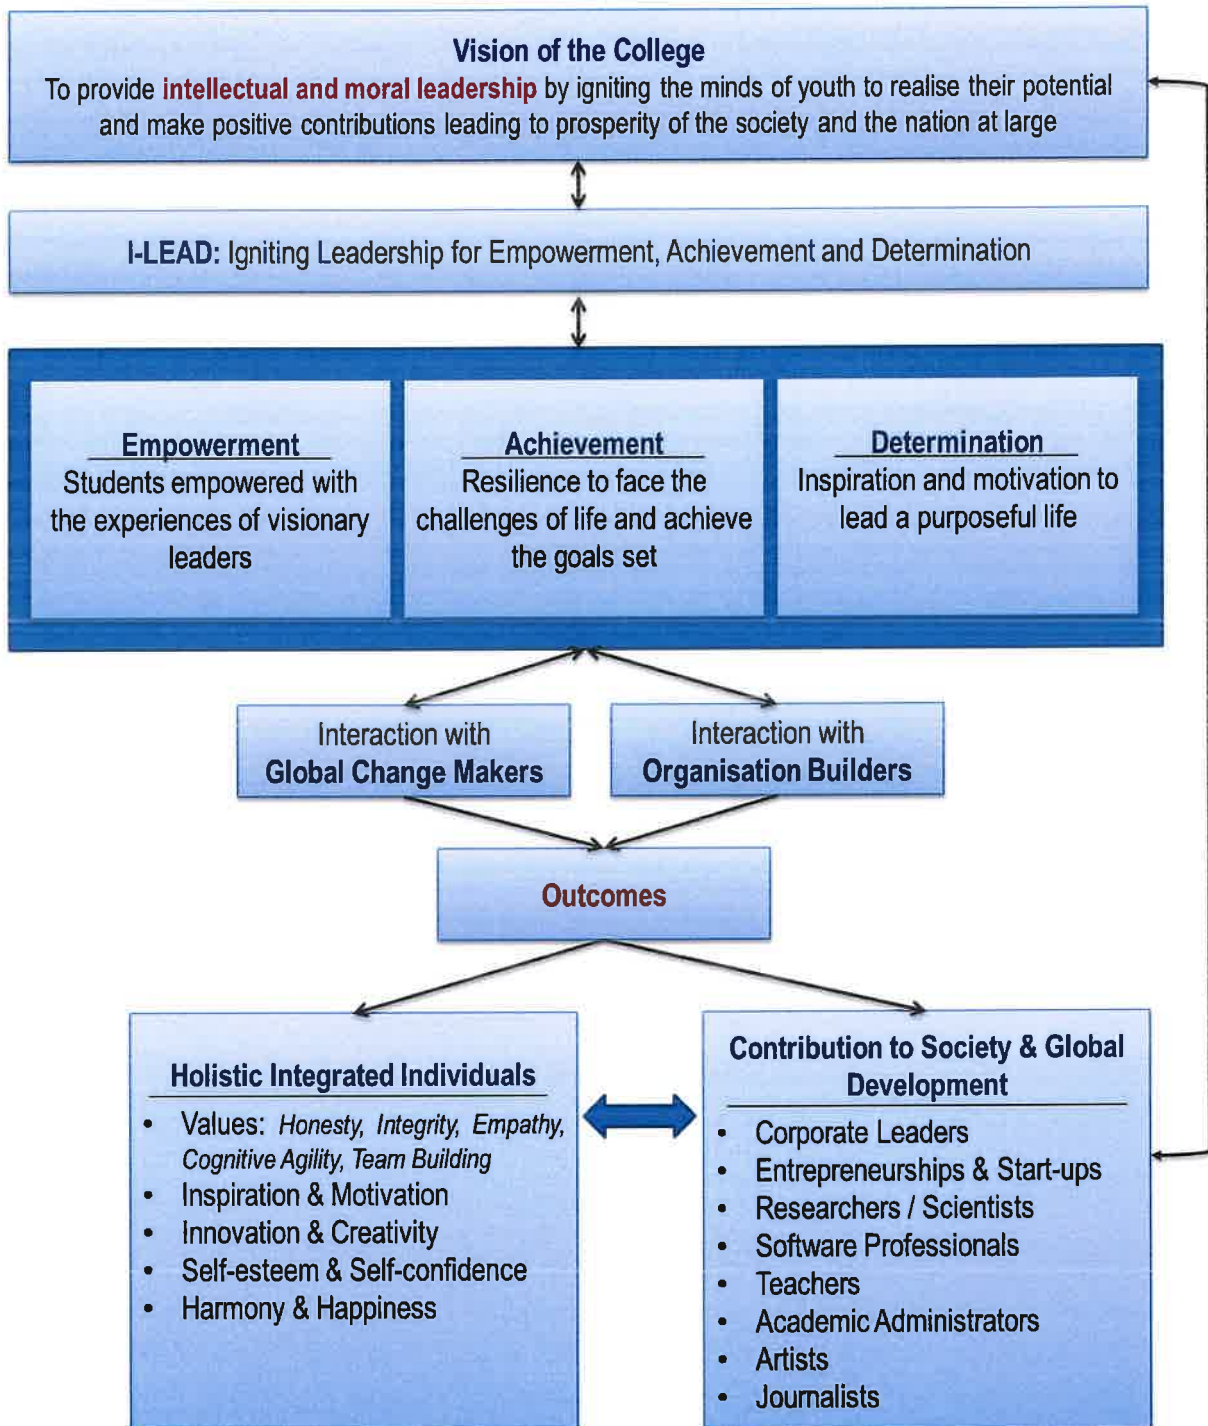 Vision of the College
To provide intellectual and moral leadership by igniting the minds of youth to realise their potential
and make positive contributions leading to prosperity of the society and the nation at large
I-LEAD: Igniting Leadership for Empowerment, Achievement and Determination
Empowerment
Students empowered with
the experiences of visionary
leaders
Achievement
Resilience to face the
challenges of life and achieve
the goals set
Determination
Inspiration and motivation to
lead a purposeful life
Interaction with
Global Change Makers
Interaction with
Organisation Builders
Outcomes
Holistic Integrated Individuals
• Values: Honesty, Integrity, Empathy,
Cognitive Agility, Team Building
• Inspiration & Motivation
• Innovation & Creativity
• Self-esteem & Self-confidence
• Harmony & Happiness
Contribution to Society & Global
Development
• Corporate Leaders
• Entrepreneurships & Start-ups
• Researchers / Scientists
• Software Professionals
• Teachers
• Academic Administrators
• Artists
• Journalists